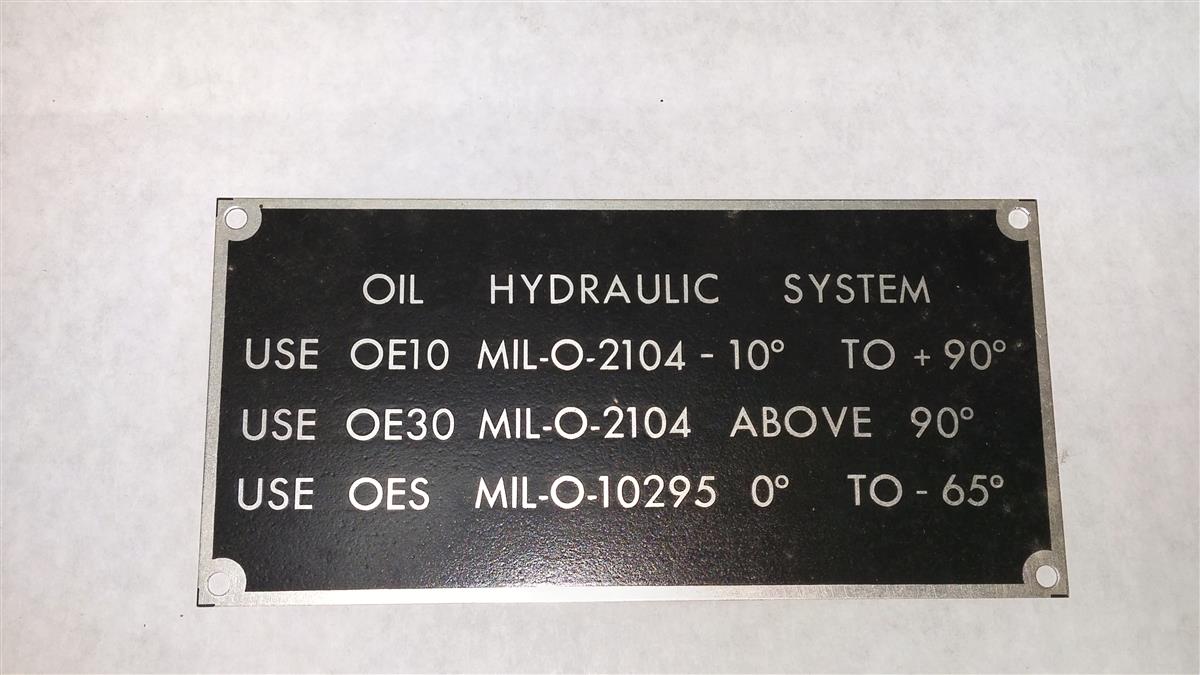 OIL HYDRAULIC SYSTEM
USE OE10 MIL-O-2104 - 10° TO + 90°
USE OE30 MIL-O-2104 ABOVE 90°
USE OES MIL-O-10295 0° TO - 65°